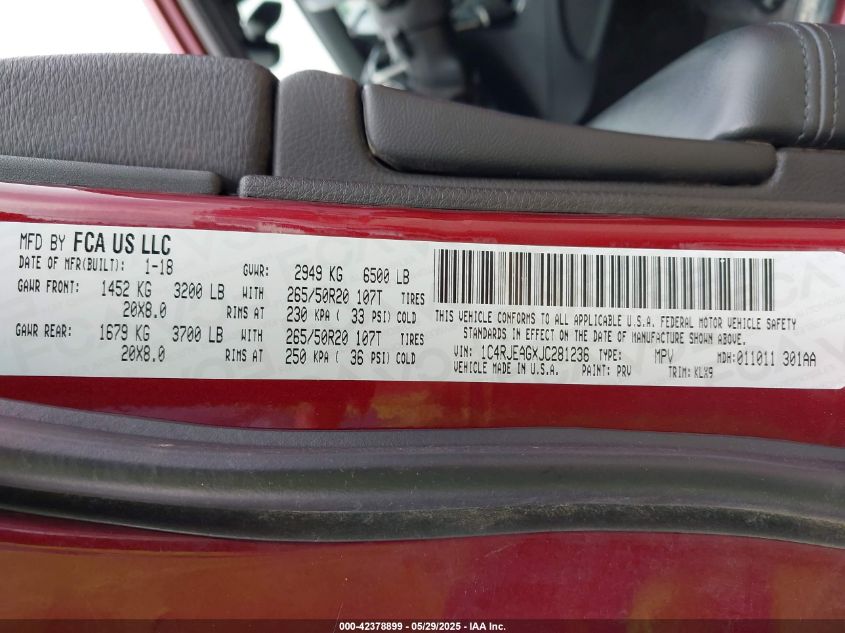 MFD BY FCA US LLC
DATE OF MFR(BUILT): 1-18 GVWR: 2949 KG 6500 LB
GAWR FRONT: 1452 KG 3200 LB WITH 265/50R20 107T TIRES
20X8.0 RIMS AT 230 KPA ( 33 PSI) COLD
GAWR REAR: 1679 KG 3700 LB WITH 265/50R20 107T TIRES
20X8.0 RIMS AT 250 KPA ( 36 PSI) COLD
THIS VEHICLE CONFORMS TO ALL APPLICABLE U.S.A. FEDERAL MOTOR VEHICLE SAFETY
STANDARDS IN EFFECT ON THE DATE OF MANUFACTURE SHOWN ABOVE.
VIN: 1C4RJEAGXJC281236 TYPE: MPV MDH: 011011 301AA
VEHICLE MADE IN U.S.A. PAINT: PRV TRIM: KLX9
000-42378899 - 05/29/2025 - IAA Inc.